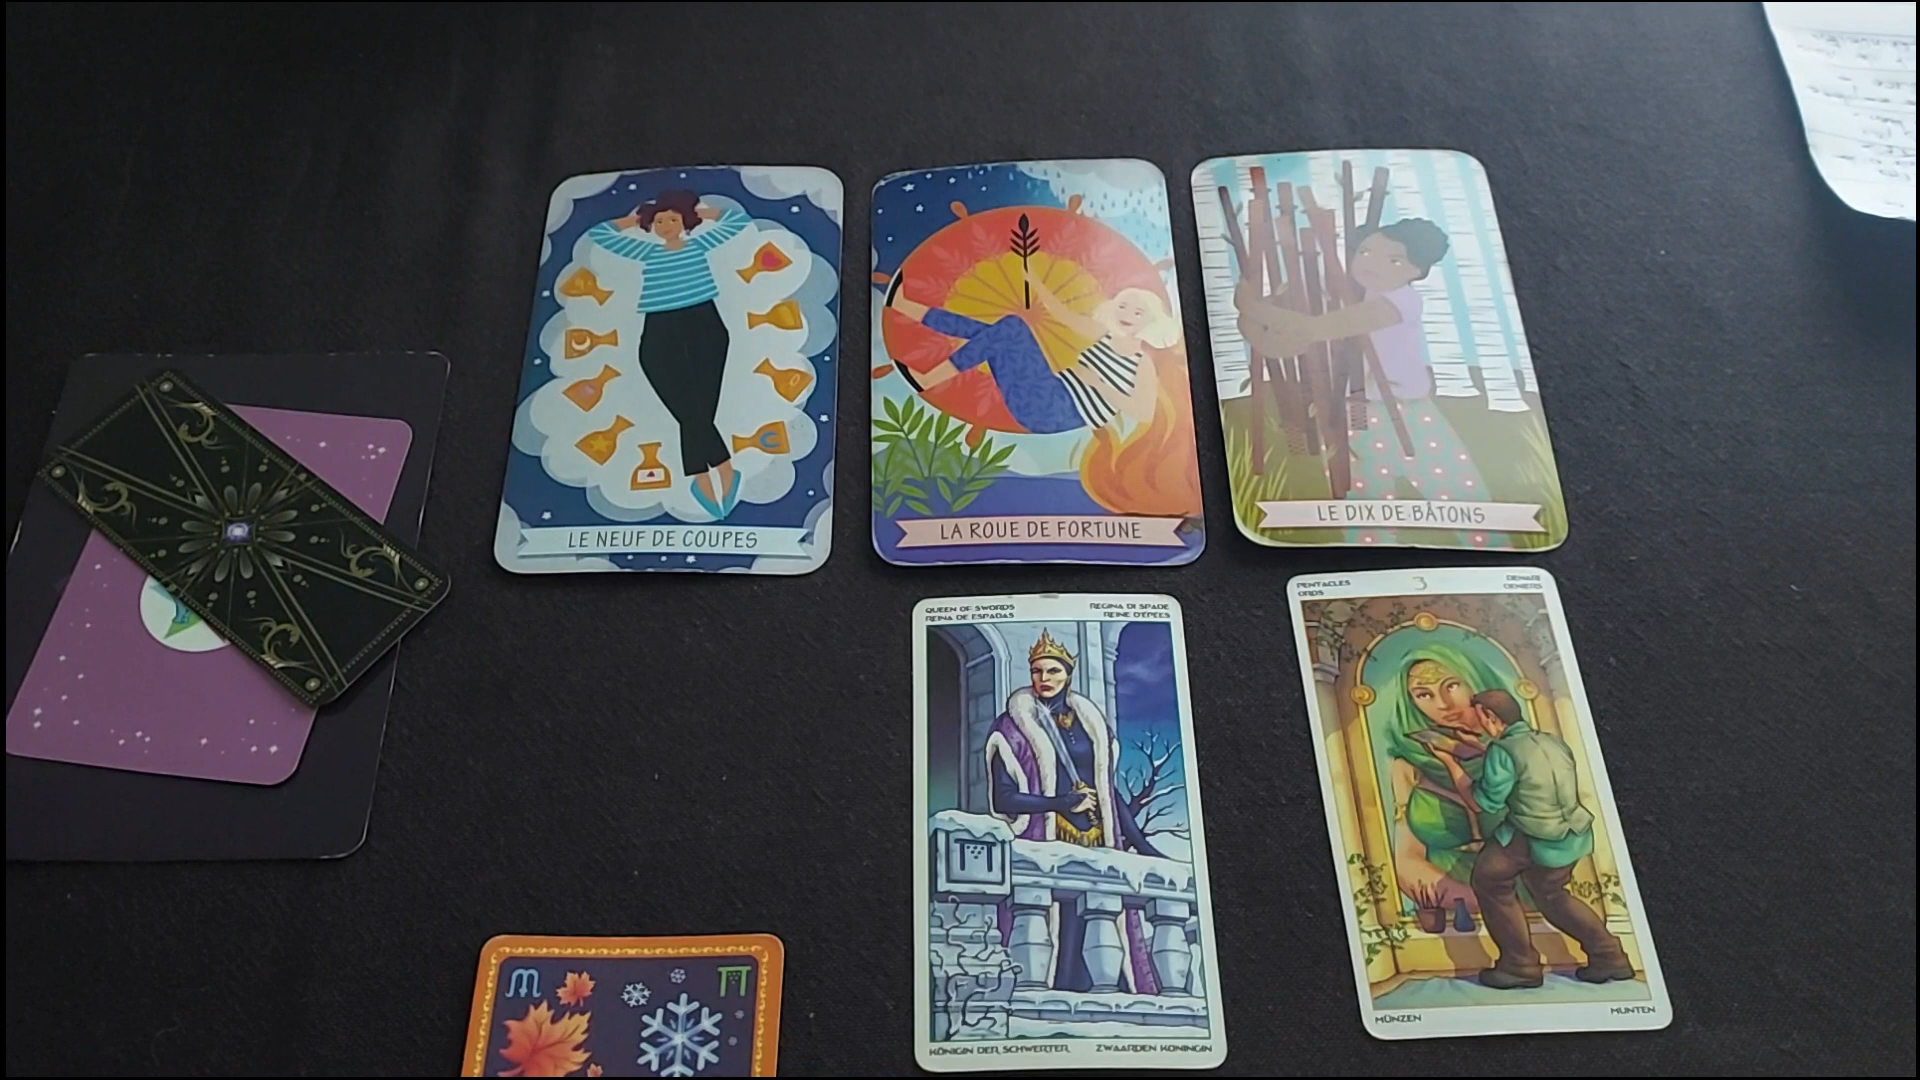 LE NEUF DE COUPES
LA ROUE DE FORTUNE
LE DIX DE BÂTONS
QUEEN OF SWORDS
REINA DE ESPADAS
REGINA DI SPADE
REINE D'ÉPÉES
KÖNIGIN DER SCHWERTER
ZWAARDEN KONINGIN
PENTACLES
OROS
3
DENARI
DENIERS
MÜNZEN
MUNTEN